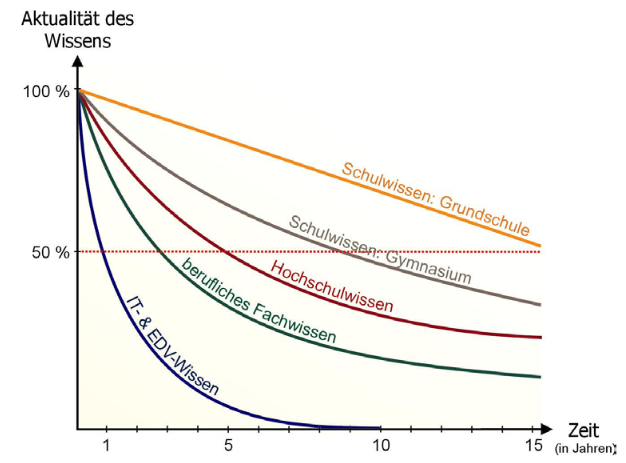 Aktualität des
Wissens
100 %
Schulwissen: Grundschule
Schulwissen: Gymnasium
50 %
Hochschulwissen
berufliches Fachwissen
IT- & EDV-Wissen
1
5
10
15
Zeit
(in Jahren)